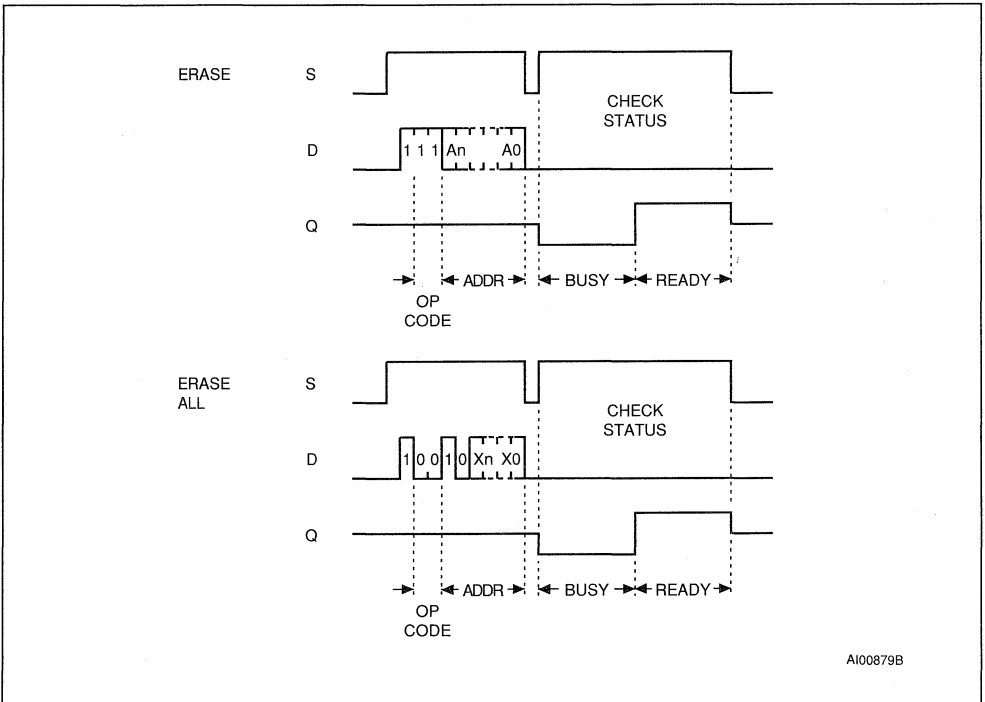 ERASE S
CHECK
STATUS
D 1 1 1 An A0
Q
ADDR BUSY READY
OP
CODE
ERASE
ALL S
CHECK
STATUS
D 1 0 0 1 0 Xn X0
Q
ADDR BUSY READY
OP
CODE
AI00879B